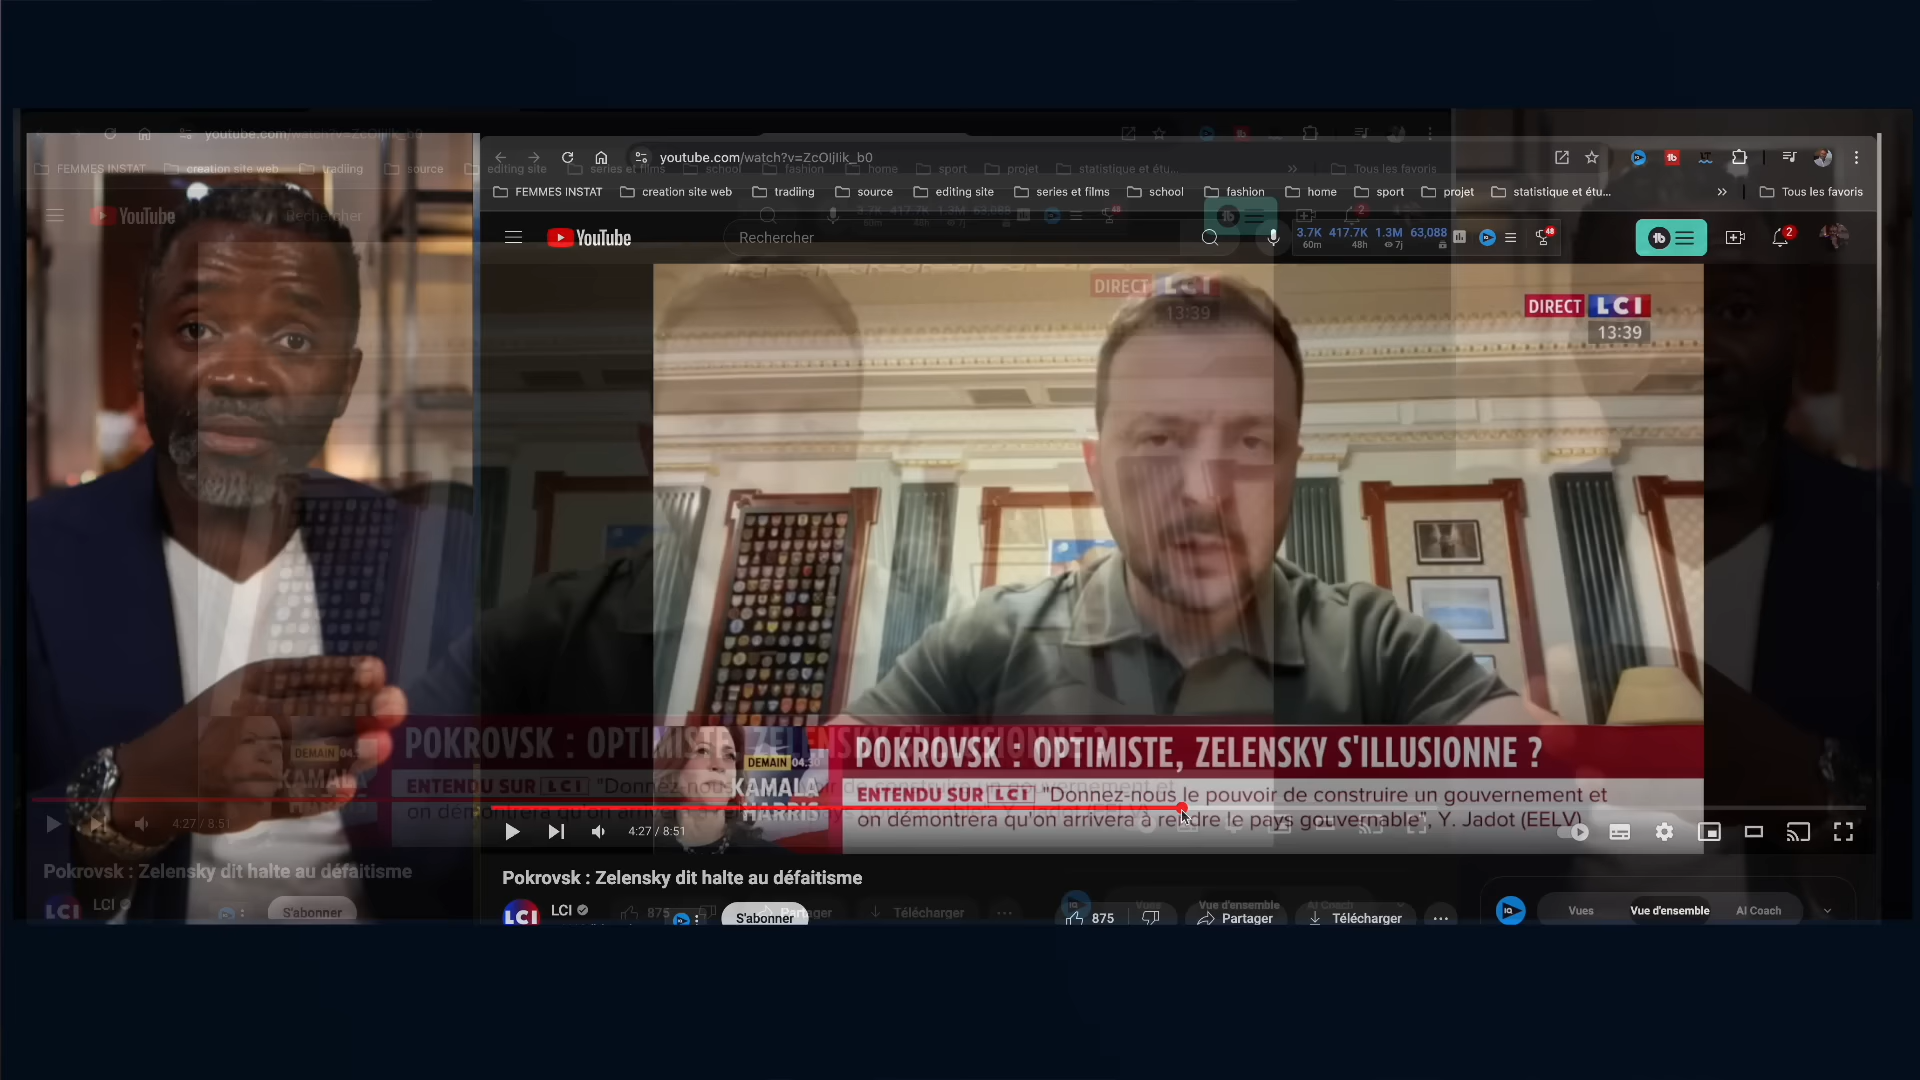 youtube.com/watch?v=ZcOIjIik_b0
FEMMES INSTAT
creation site web
tradiing
source
editing site
series et films
school
fashion
home
sport
projet
statistique et étu...
Tous les favoris
YouTube
Rechercher
3.7K 417.7K 1.3M 63,088
60m 48h 7j
48
2
DIRECT LCI
13:39
POKROVSK : OPTIMISTE, ZELENSKY S'ILLUSIONNE ?
DEMAIN 04:30
KAMALA
HARRIS
ENTENDU SUR LCI "Donnez-nous le pouvoir de construire un gouvernement et
on démontrera qu'on arrivera à rendre le pays gouvernable", Y. Jadot (EELV)
4:27 / 8:51
Pokrovsk : Zelensky dit halte au défaitisme
LCI
S'abonner
875
Partager
Télécharger
Vues
Vue d'ensemble
AI Coach